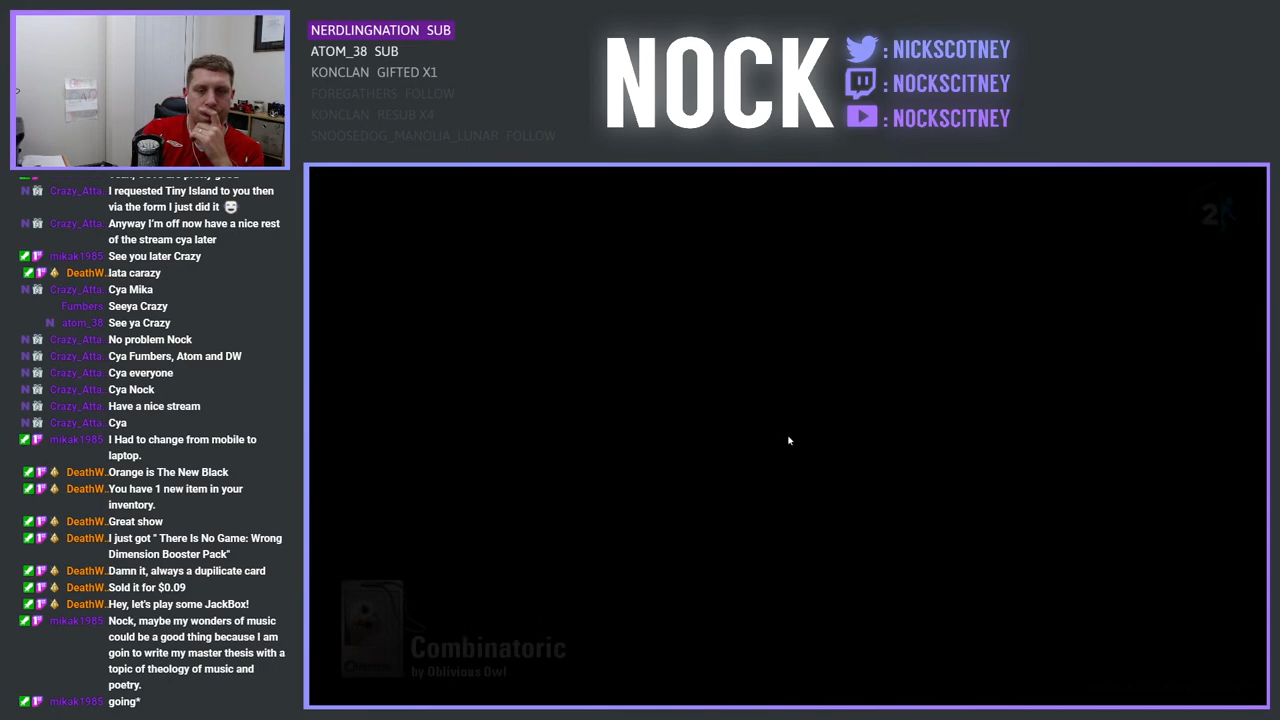 NERDLINGNATION SUB
ATOM_38 SUB
KONCLAN GIFTED X1
FOREGATHERS FOLLOW
KONCLAN RESUB X4
SNOOSEDOG_MANOLIA_LUNAR FOLLOW
NOCK
: NICKSCOTNEY
: NOCKSCITNEY
: NOCKSCITNEY
Crazy_Atta. I requested Tiny Island to you then
via the form I just did it
Crazy_Atta. Anyway I'm off now have a nice rest
of the stream cya later
mikak1985 See you later Crazy
DeathW.. lata carazy
Crazy_Atta. Cya Mika
Fumbers Seeya Crazy
N atom_38 See ya Crazy
Crazy_Atta. No problem Nock
Crazy_Atta. Cya Fumbers, Atom and DW
Crazy_Atta. Cya everyone
Crazy_Atta. Cya Nock
Crazy_Atta. Have a nice stream
Crazy_Atta. Cya
mikak1985 I Had to change from mobile to
laptop.
DeathW.. Orange is The New Black
DeathW.. You have 1 new item in your
inventory.
DeathW.. Great show
DeathW.. I just got " There Is No Game: Wrong
Dimension Booster Pack"
DeathW.. Damn it, always a dupilicate card
DeathW.. Sold it for $0.09
DeathW.. Hey, let's play some JackBox!
mikak1985 Nock, maybe my wonders of music
could be a good thing because I am
goin to write my master thesis with a
topic of theology of music and
poetry.
mikak1985 going*
2
Combinatoric
by Oblivious Owl